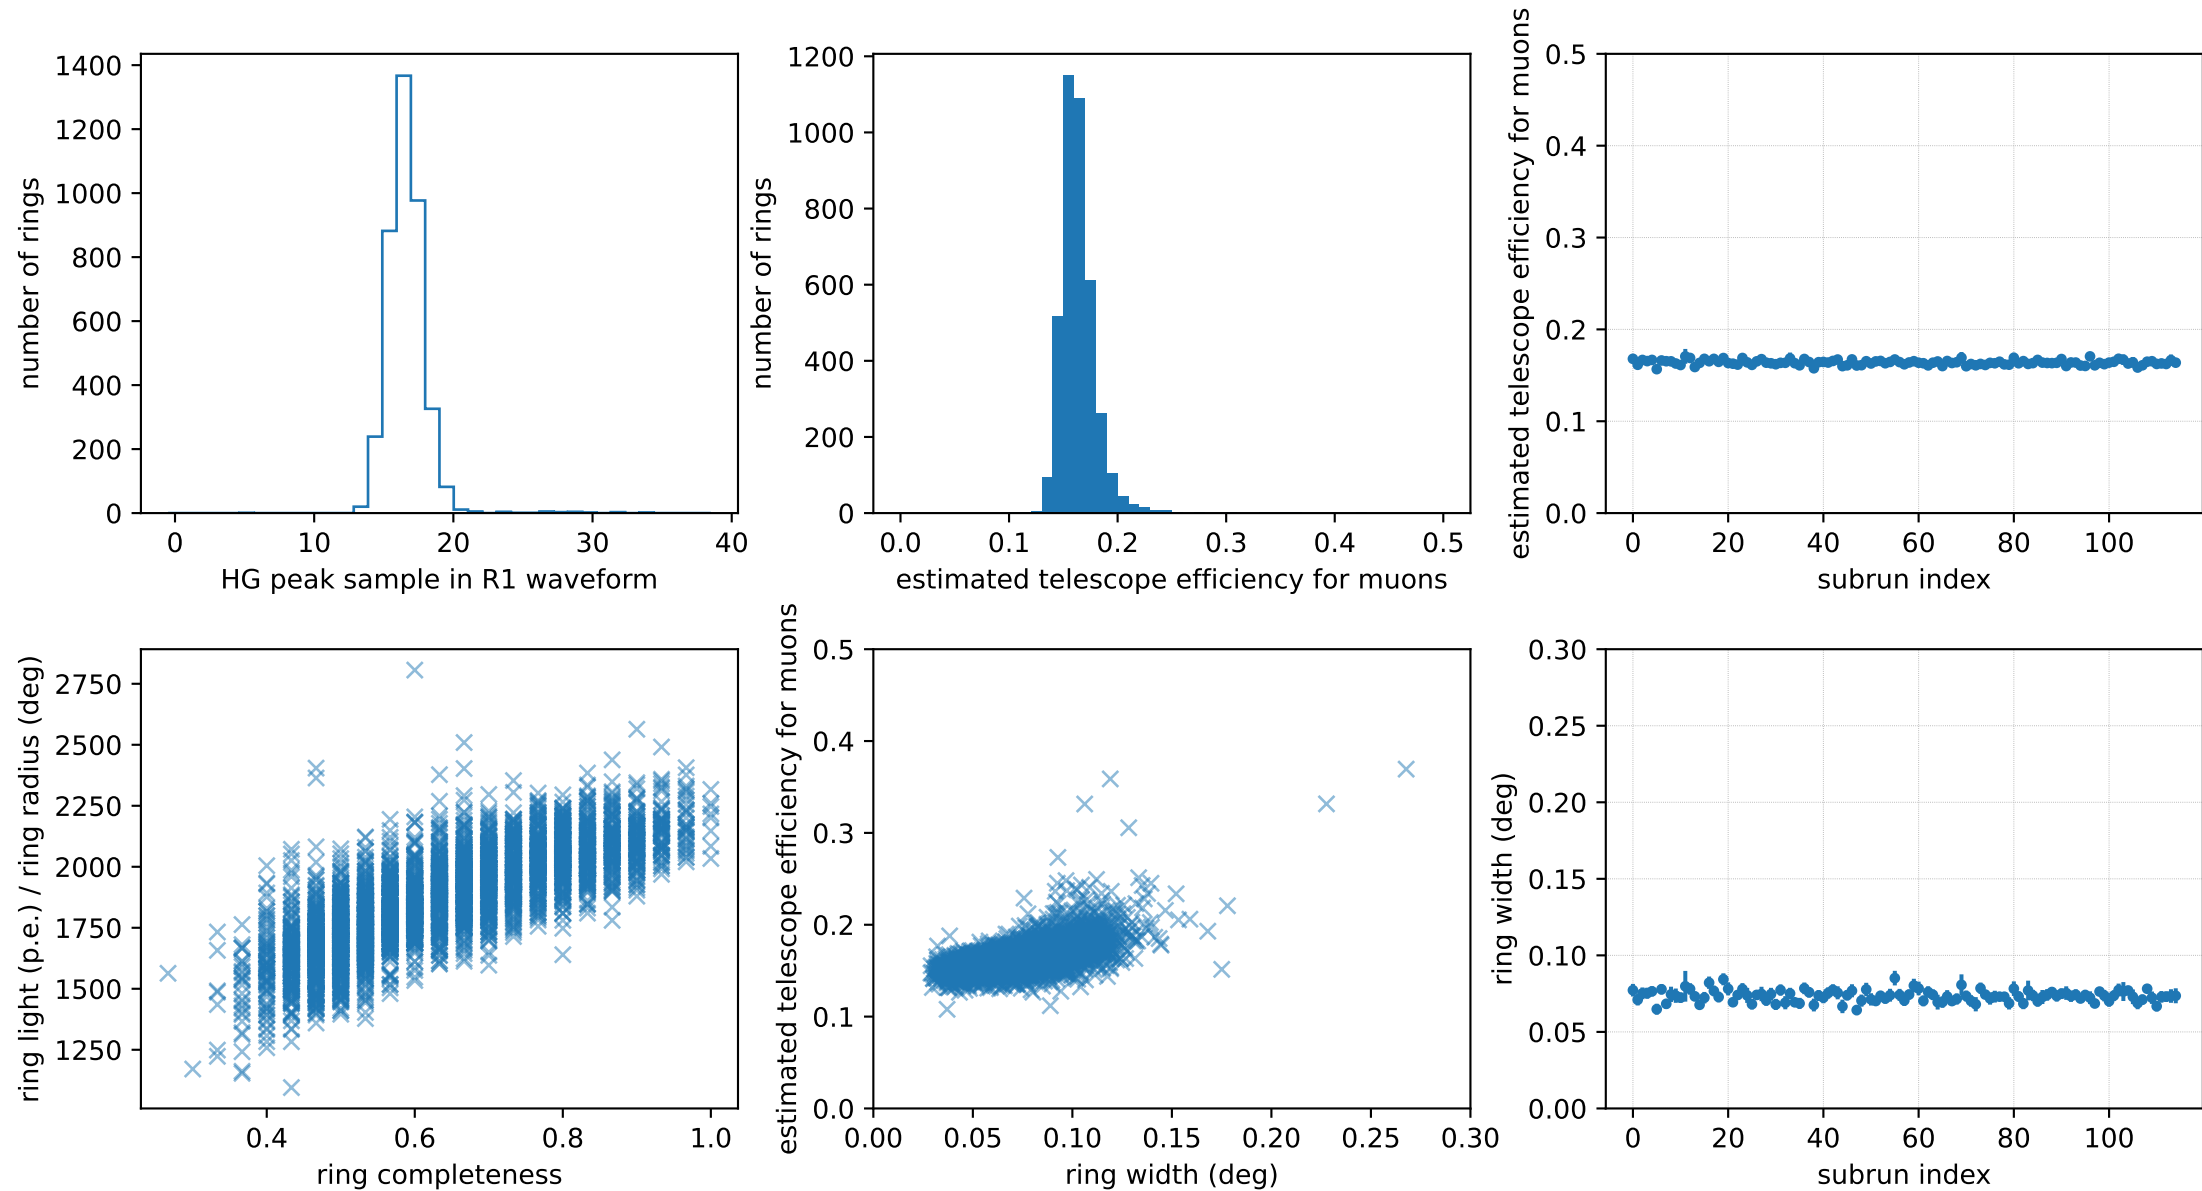 number of rings
1400
1200
1000
800
600
400
200
0
0 10 20 30 40
HG peak sample in R1 waveform
number of rings
1200
1000
800
600
400
200
0
0.0 0.1 0.2 0.3 0.4 0.5
estimated telescope efficiency for muons
estimated telescope efficiency for muons
0.5
0.4
0.3
0.2
0.1
0.0
0 20 40 60 80 100
subrun index
ring light (p.e.) / ring radius (deg)
2750
2500
2250
2000
1750
1500
1250
0.4 0.6 0.8 1.0
ring completeness
estimated telescope efficiency for muons
0.5
0.4
0.3
0.2
0.1
0.0
0.00 0.05 0.10 0.15 0.20 0.25 0.30
ring width (deg)
ring width (deg)
0.30
0.25
0.20
0.15
0.10
0.05
0.00
0 20 40 60 80 100
subrun index